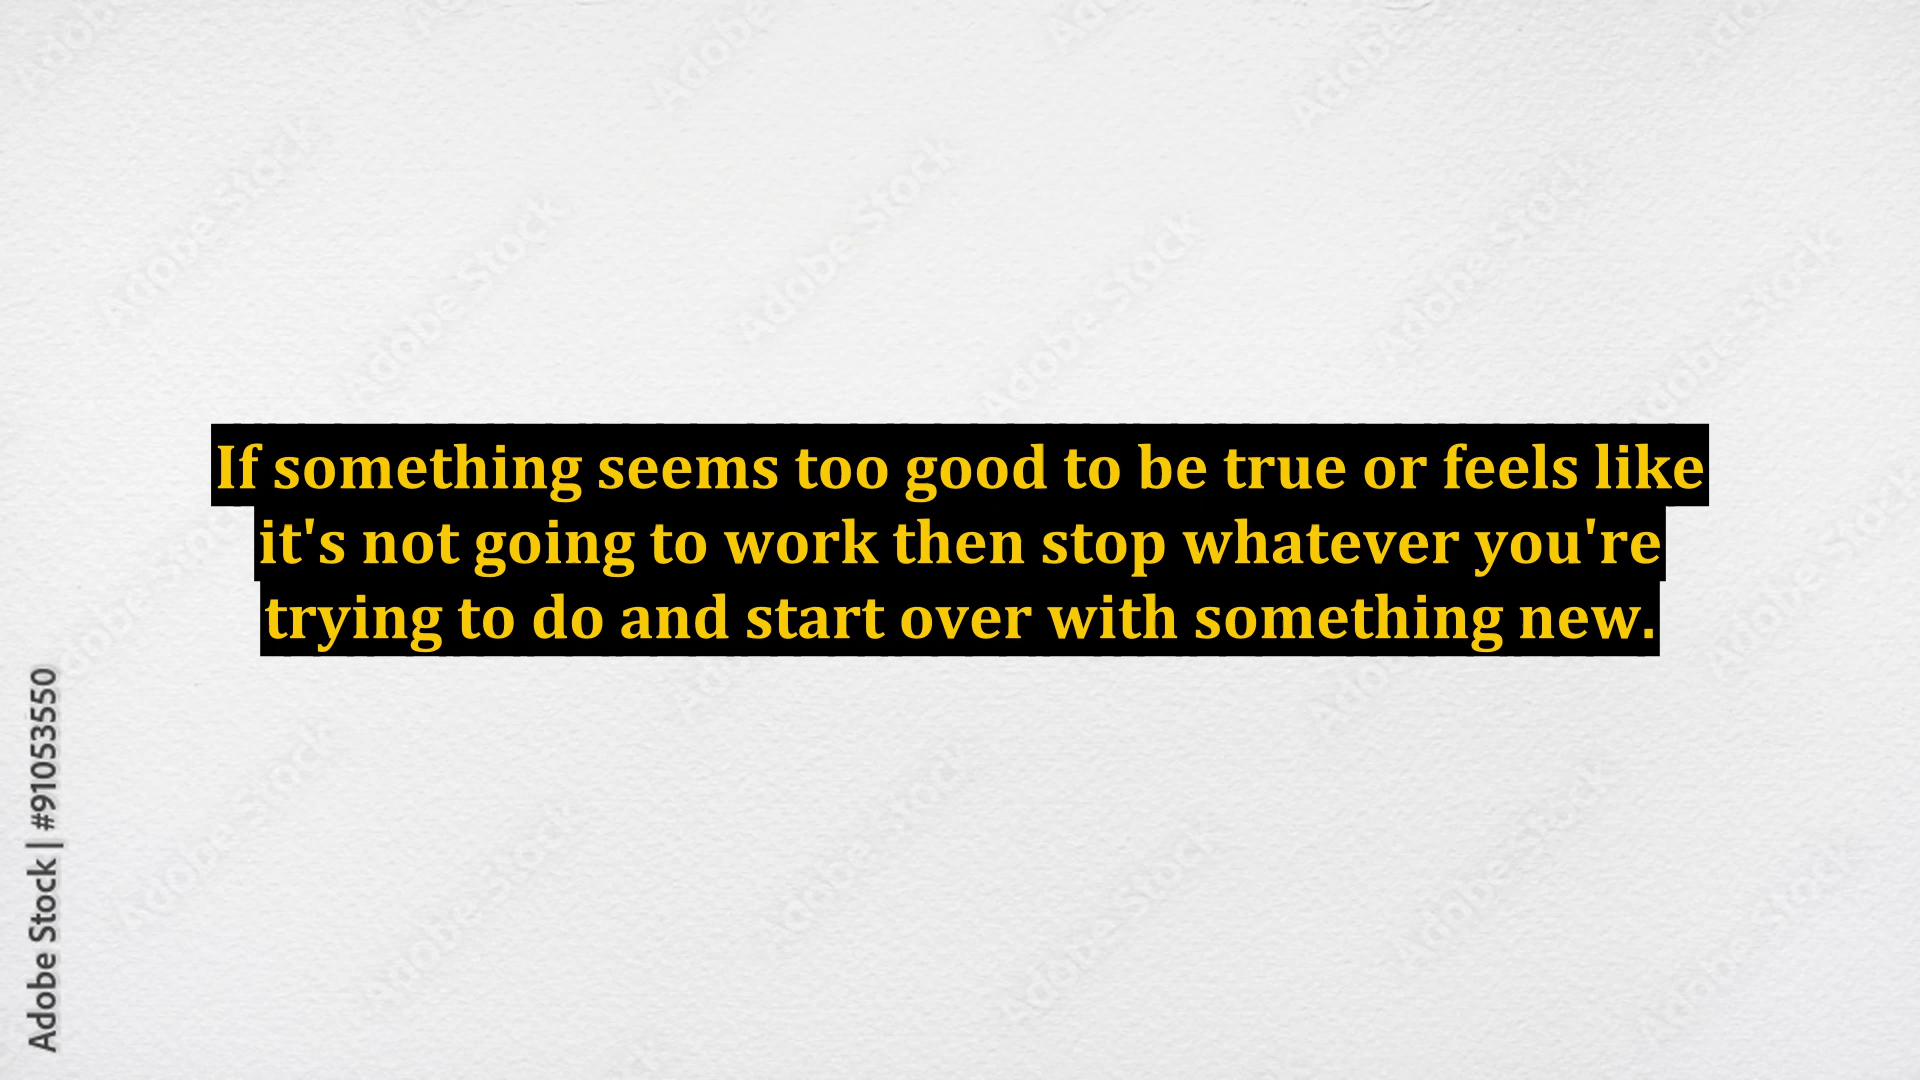 If something seems too good to be true or feels like
it's not going to work then stop whatever you're
trying to do and start over with something new.
Adobe Stock | #910533550